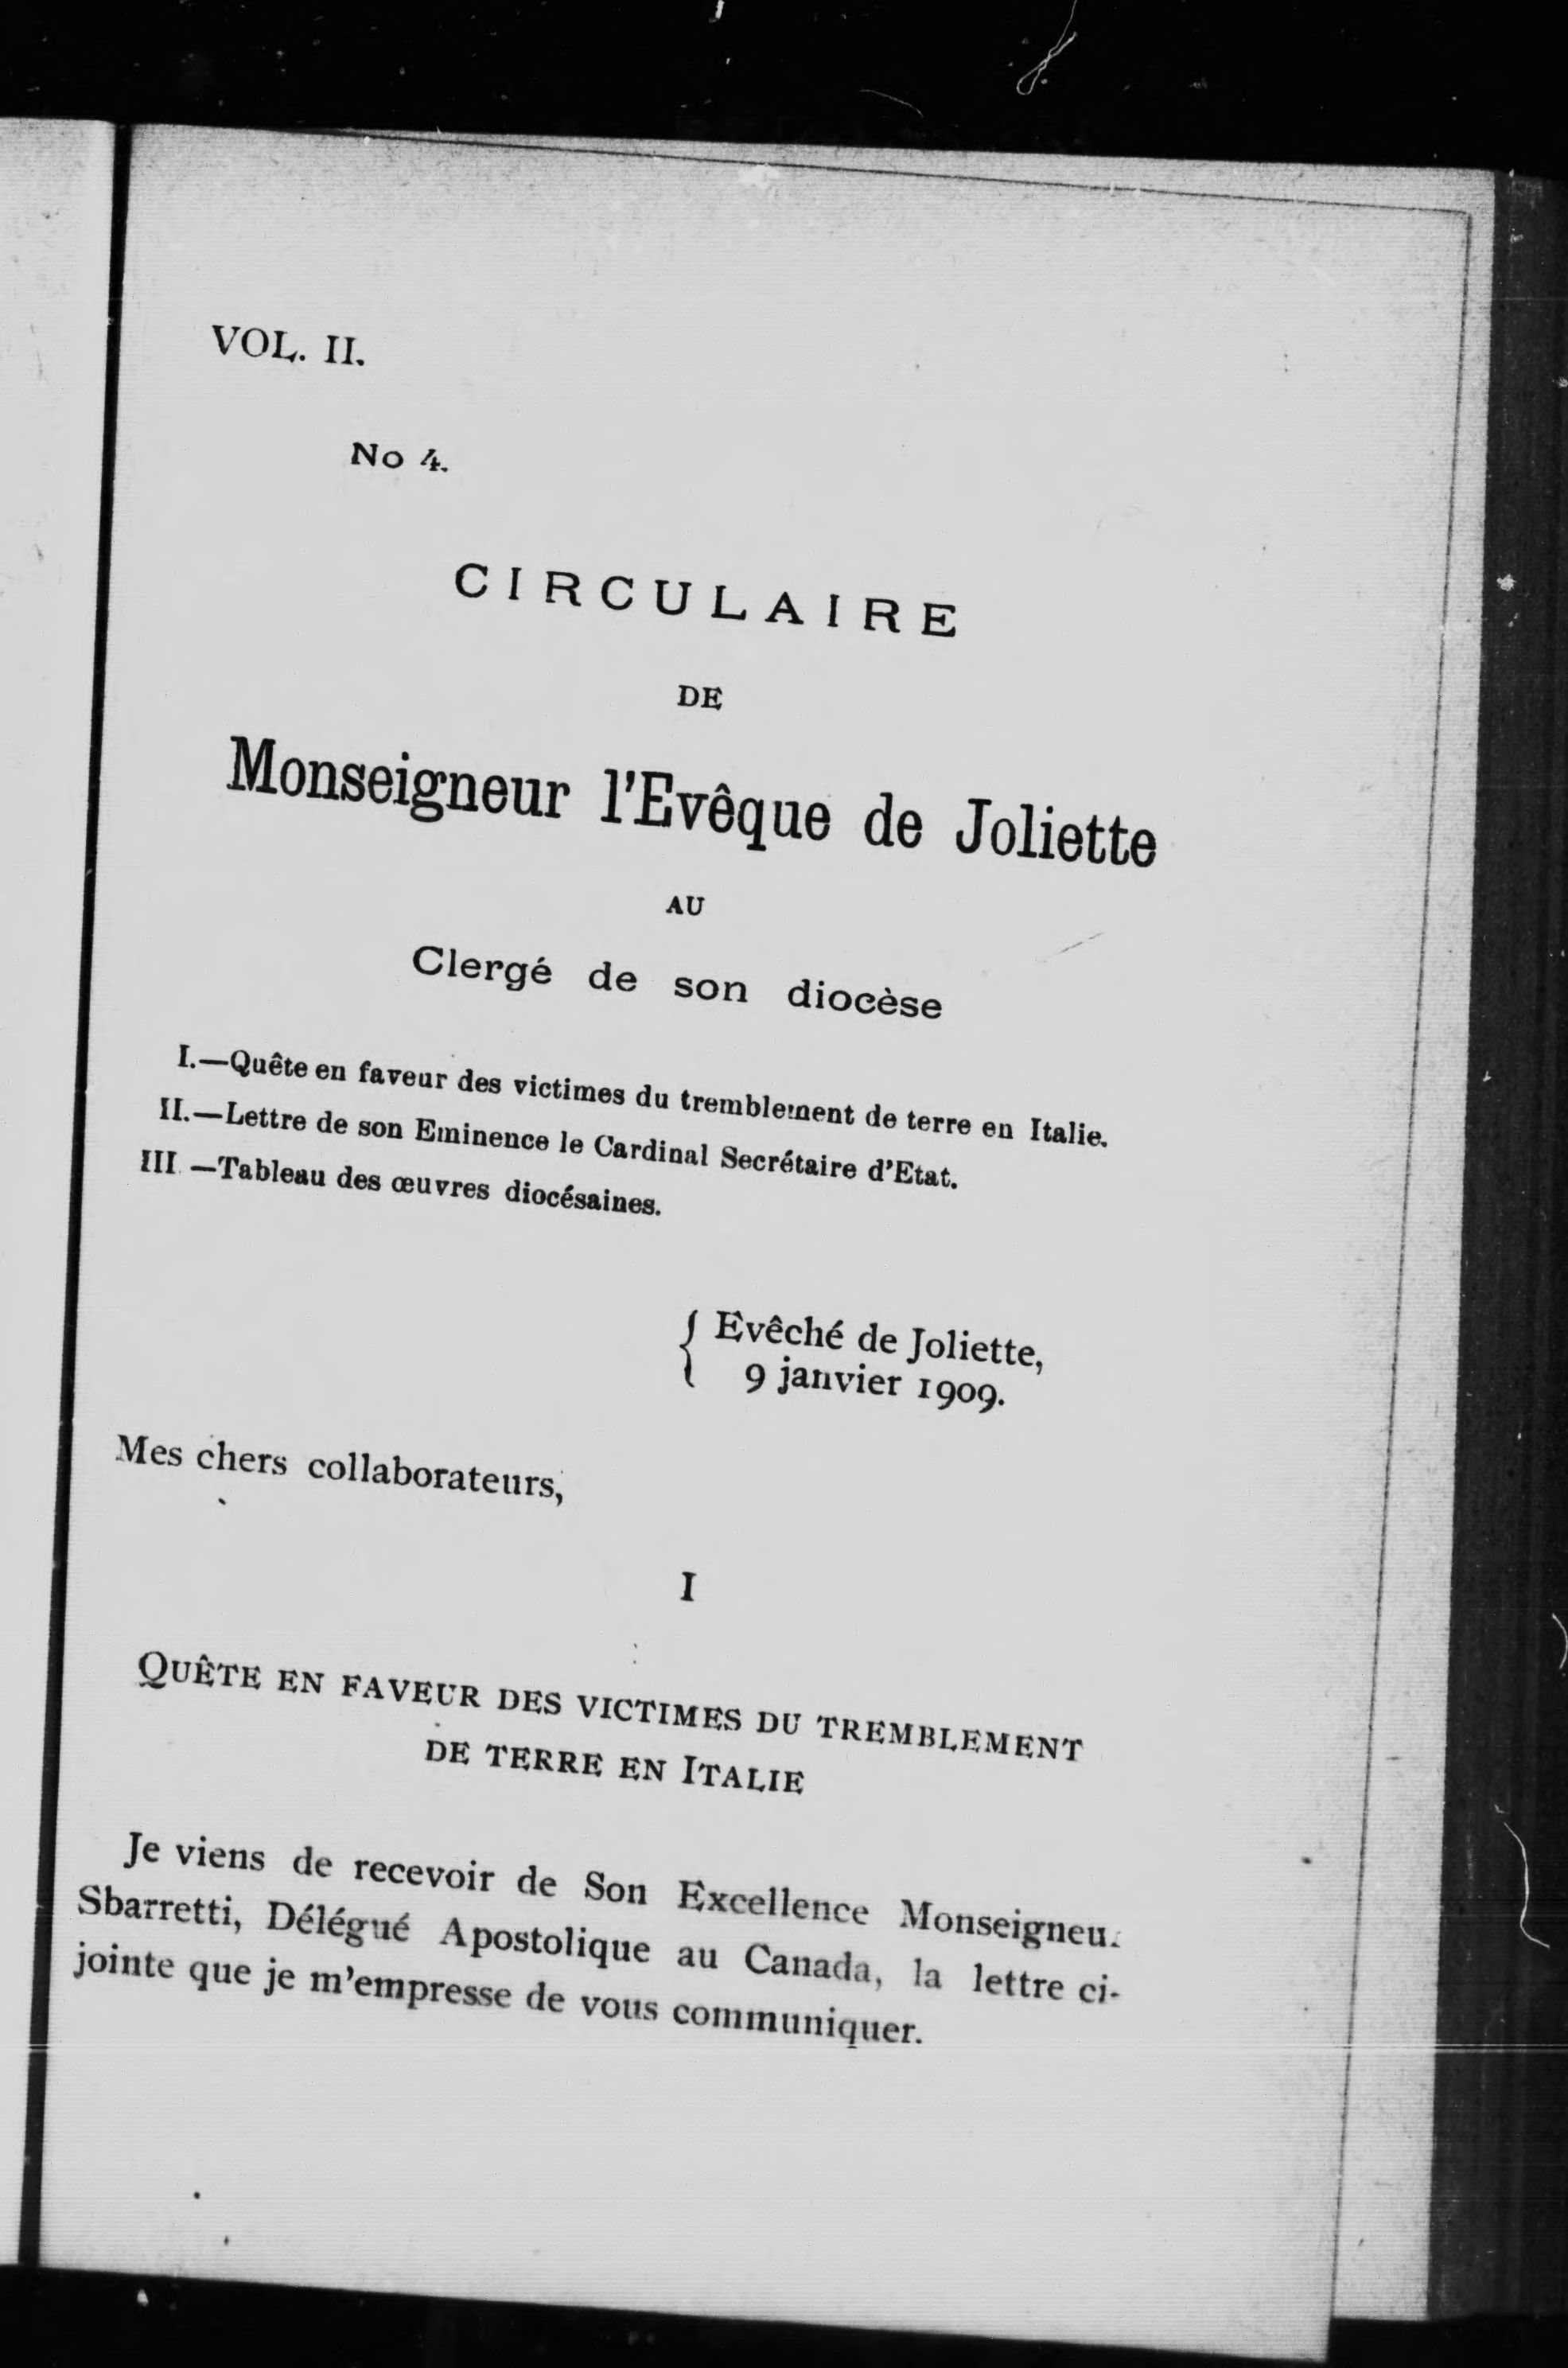 VOL. II.
No 4.
CIRCULAIRE
DE
Monseigneur l'Evêque de Joliette
AU
Clergé de son diocèse
I.—Quête en faveur des victimes du tremblement de terre en Italie.
II.—Lettre de son Eminence le Cardinal Secrétaire d'Etat.
III.—Tableau des œuvres diocésaines.
Evêché de Joliette,
9 janvier 1909.
Mes chers collaborateurs,
I
QUÊTE EN FAVEUR DES VICTIMES DU TREMBLEMENT
DE TERRE EN ITALIE
Je viens de recevoir de Son Excellence Monseigneur
Sbarretti, Délégué Apostolique au Canada, la lettre ci-
jointe que je m'empresse de vous communiquer.